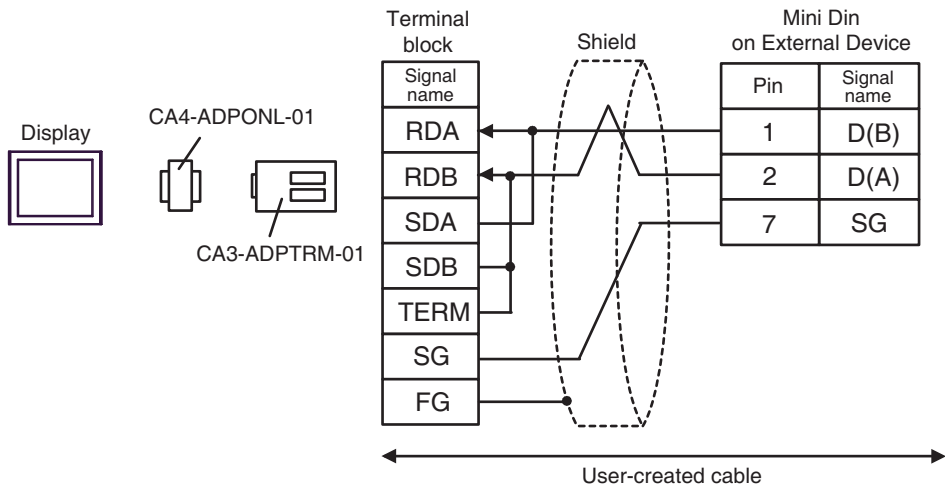 Terminal
block
Shield
Mini Din
on External Device
Display
CA4-ADPONL-01
CA3-ADPTRM-01
Signal
name
RDA
RDB
SDA
SDB
TERM
SG
FG
Pin
Signal
name
1
D(B)
2
D(A)
7
SG
User-created cable